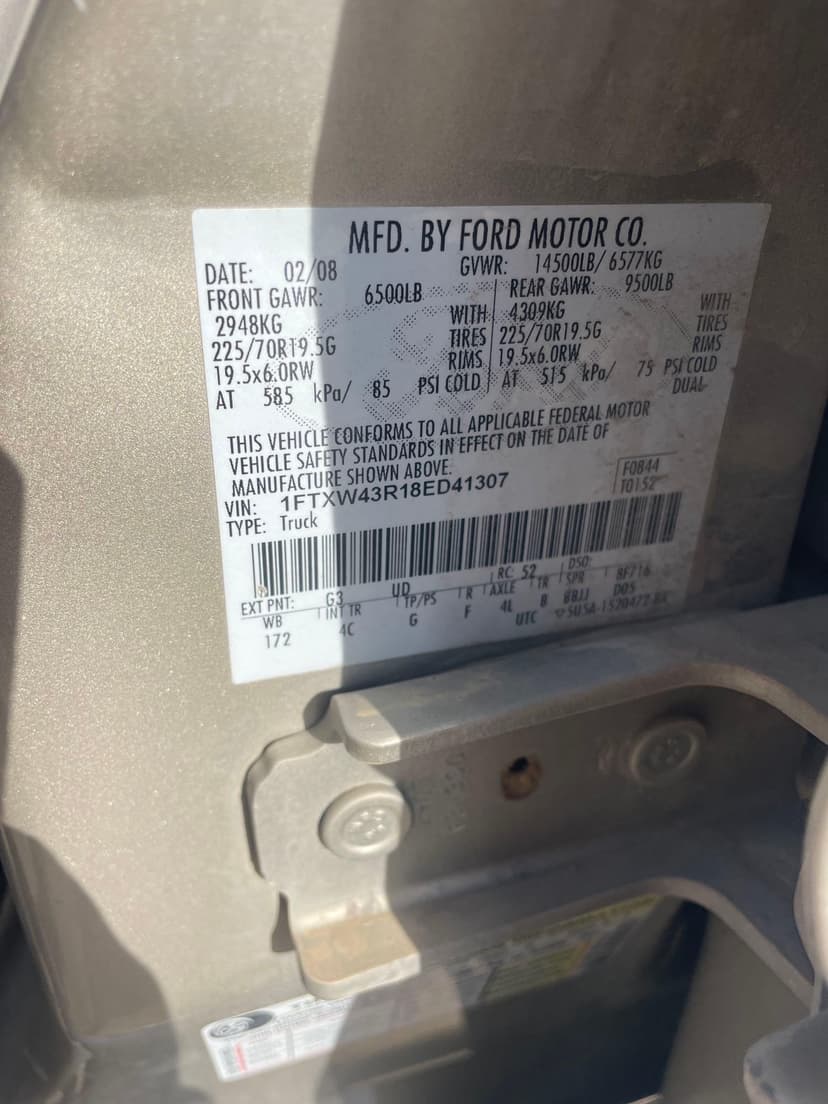 MFD. BY FORD MOTOR CO.
DATE: 02/08 GVWR: 14500LB/ 6577KG
FRONT GAWR: 6500LB REAR GAWR: 9500LB
2948KG WITH 4309KG WITH
225/70R19.5G TIRES 225/70R19.5G TIRES
19.5x6.0RW RIMS 19.5x6.0RW RIMS
AT 585 kPa/ 85 PSI COLD AT 515 kPa/ 75 PSI COLD
DUAL
THIS VEHICLE CONFORMS TO ALL APPLICABLE FEDERAL MOTOR
VEHICLE SAFETY STANDARDS IN EFFECT ON THE DATE OF
MANUFACTURE SHOWN ABOVE.
VIN: 1FTXW43R18ED41307 F0844
TYPE: Truck T0152
EXT PNT: G3 UD RC: 52 DSO:
WB INT TR TP/PS R AXLE TR SPR 8F716
172 4C G F 4L B BBJJ D05
UTC